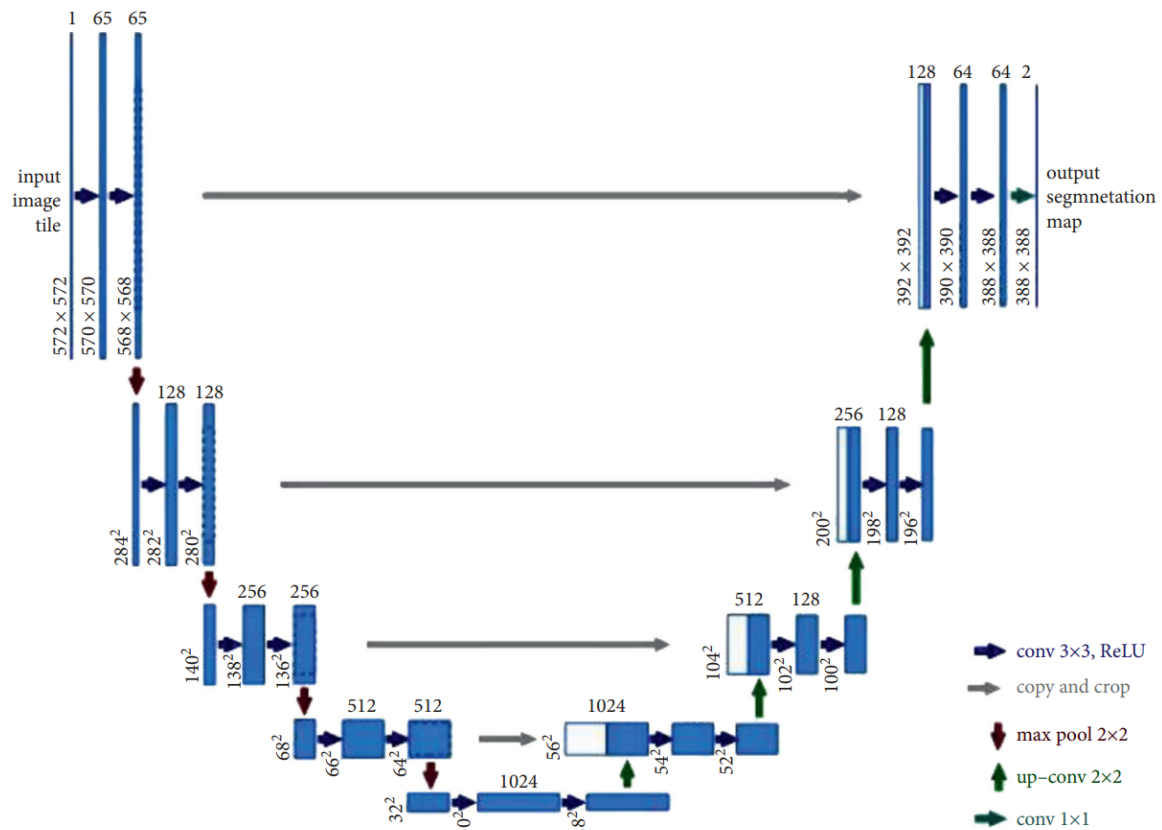 1 65 65
input
image
tile
572 × 572
570 × 570
568 × 568
128 64 64 2
output
segmnetation
map
392 × 392
390 × 390
388 × 388
388 × 388
128 128
284²
282²
280²
256 128
200²
198²
196²
256 256
140²
138²
136²
512 128
104²
102²
100²
512 512
68²
66²
64²
1024
56²
54²
52²
1024
32²
0²
8²
conv 3×3, ReLU
copy and crop
max pool 2×2
up–conv 2×2
conv 1×1